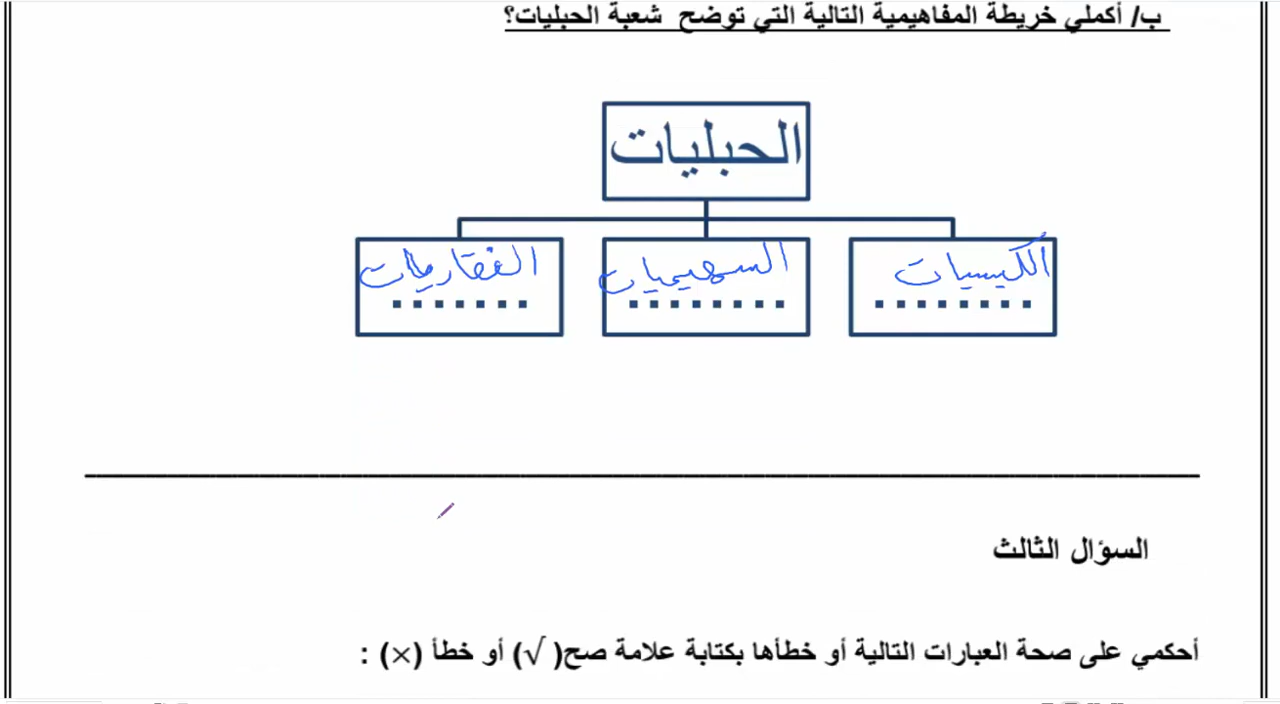 ب/ أكملي خريطة المفاهيمية التالية التي توضح شعبة الحبليات؟
الحبليات
الكيسيات
السهيميات
الفقاريات
السؤال الثالث
أحكمي على صحة العبارات التالية أو خطأها بكتابة علامة صح( √) أو خطأ (×) :